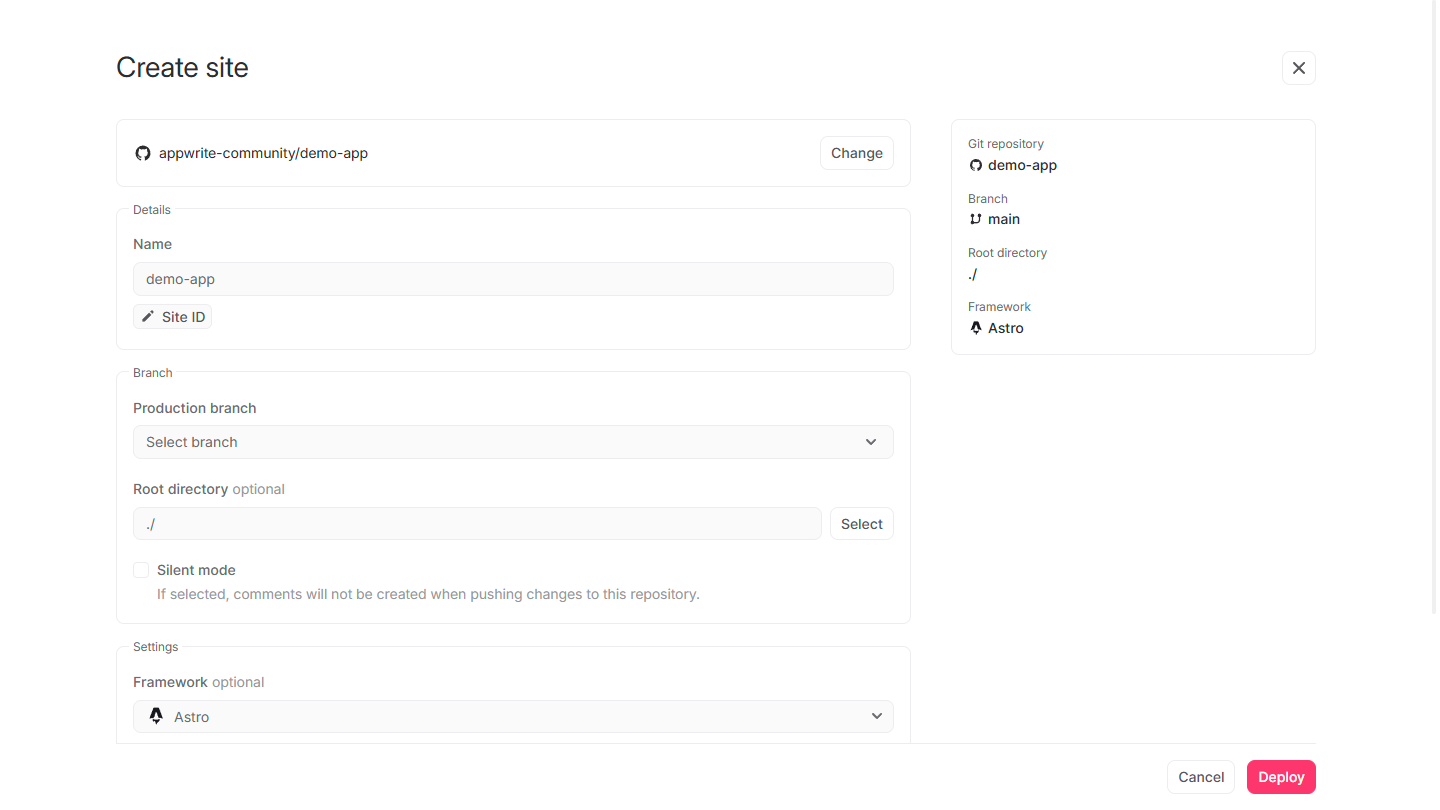 Create site
appwrite-community/demo-app
Change
Details
Name
demo-app
Site ID
Branch
Production branch
Select branch
Root directory optional
./
Select
Silent mode
If selected, comments will not be created when pushing changes to this repository.
Settings
Framework optional
Astro
Git repository
demo-app
Branch
main
Root directory
./
Framework
Astro
Cancel
Deploy